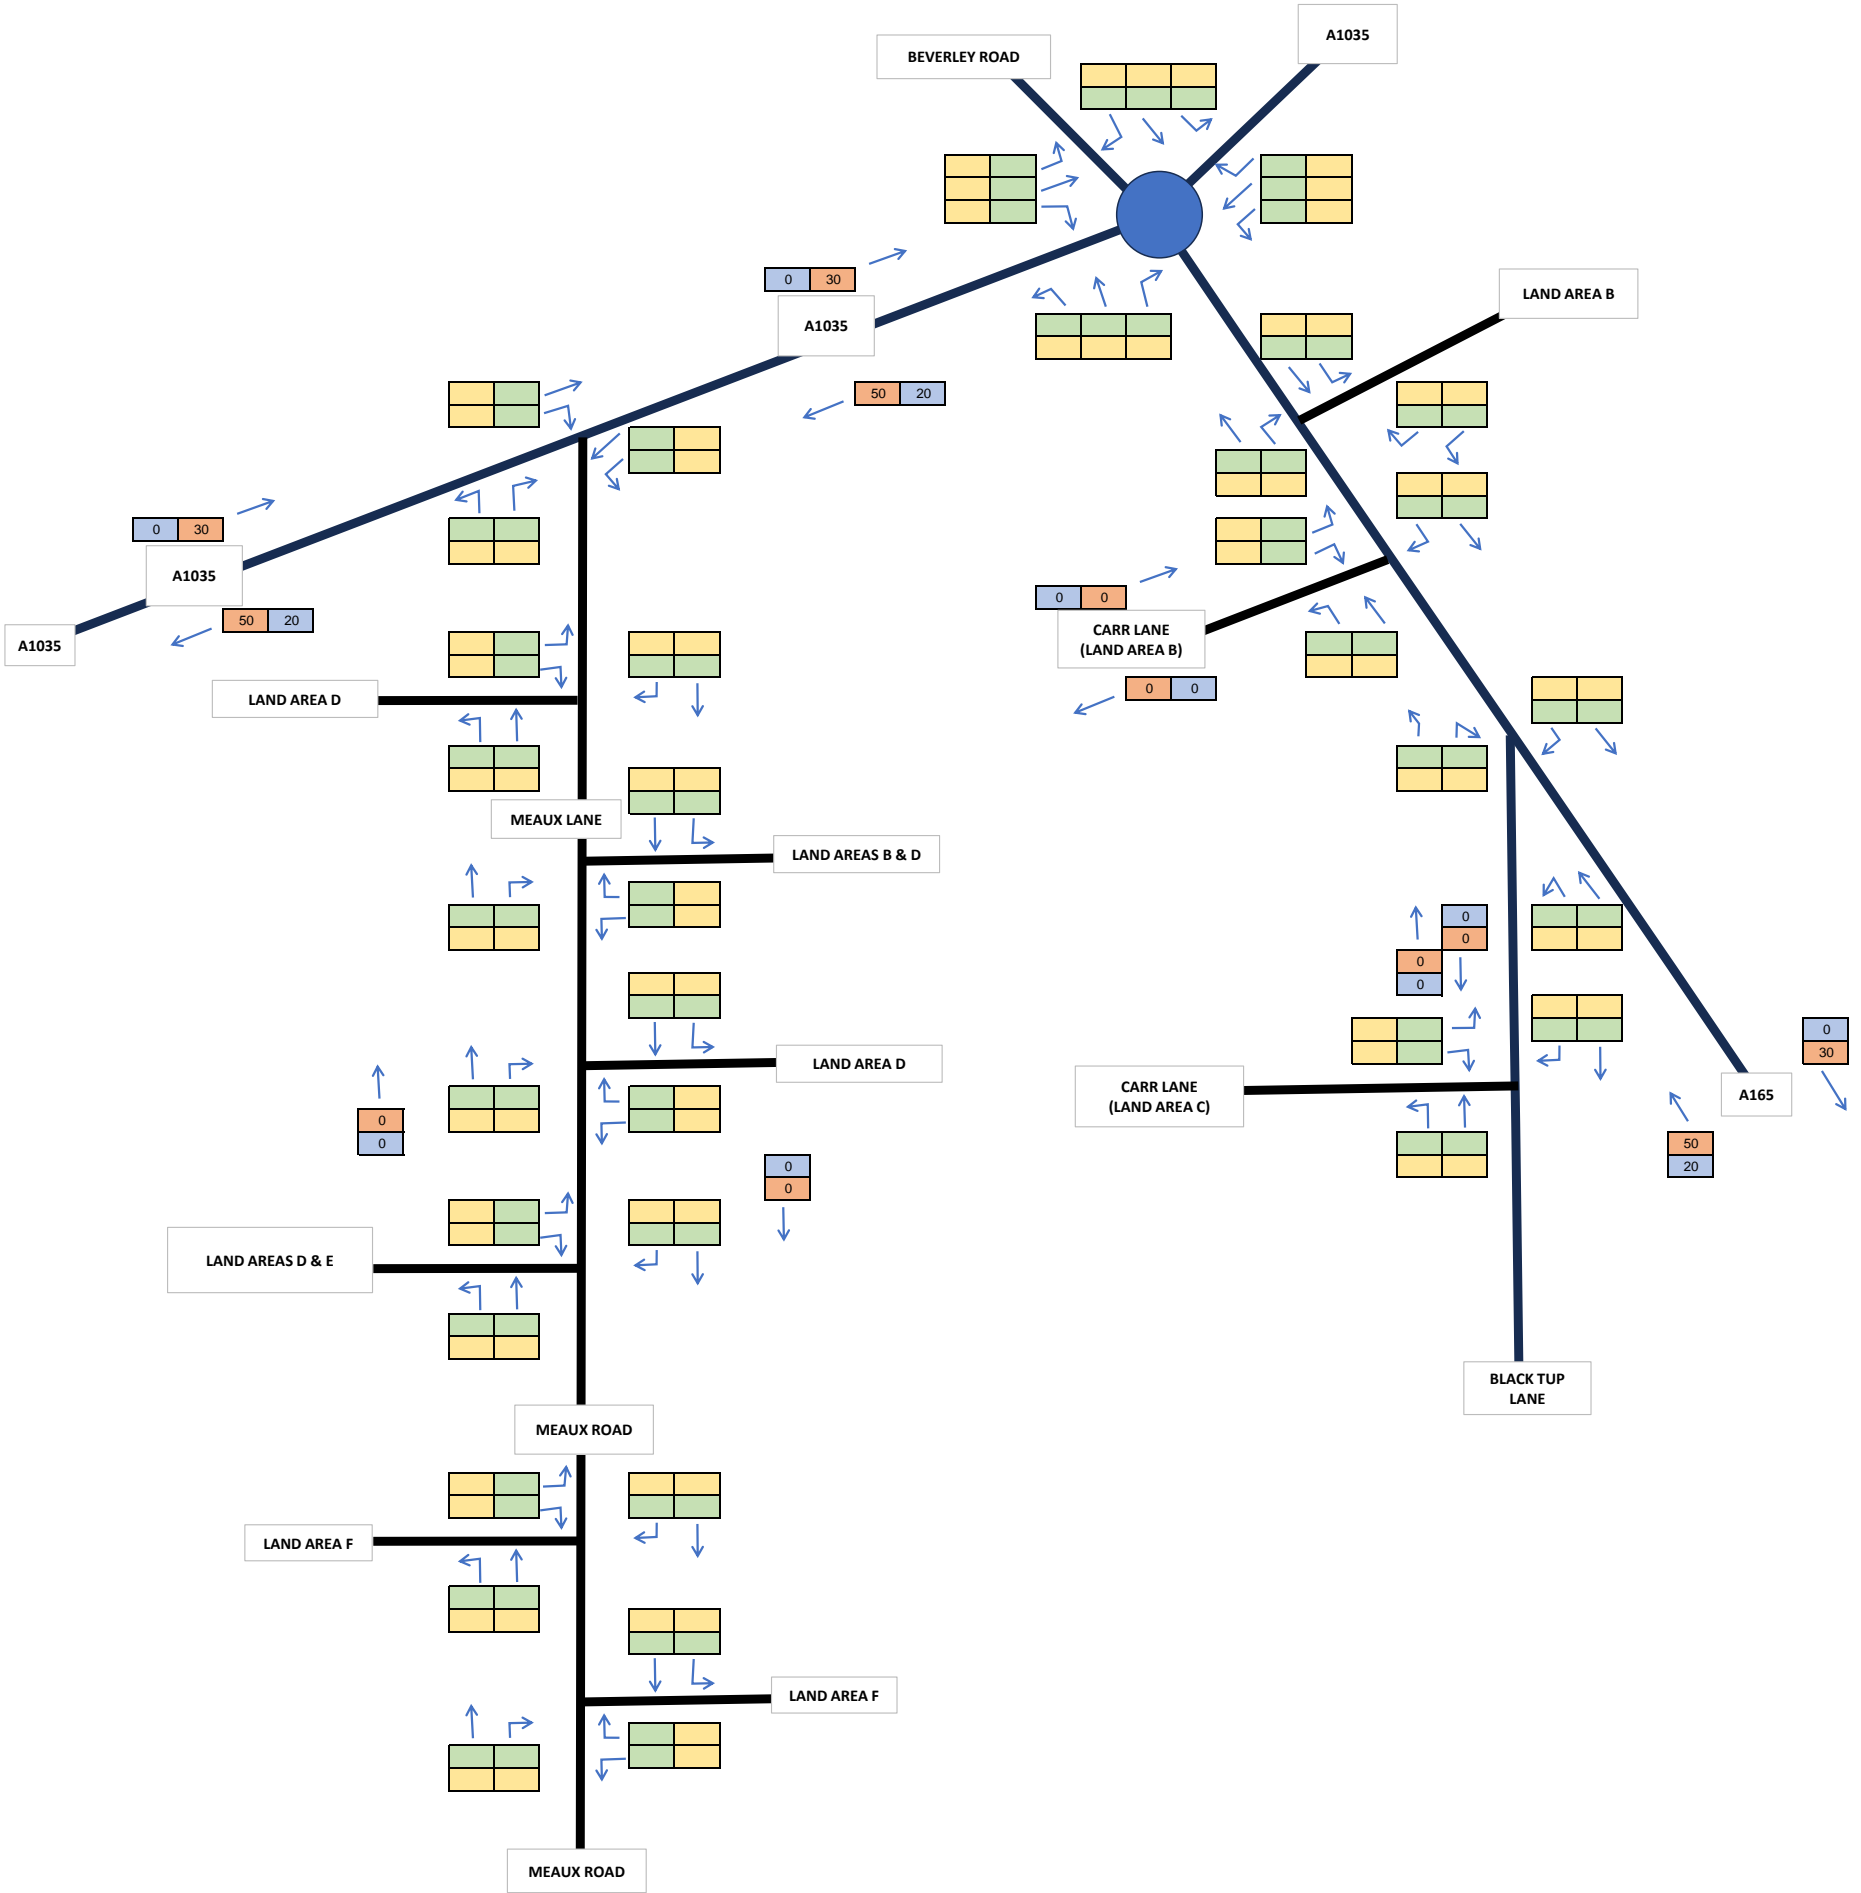 A1035
BEVERLEY ROAD
0 30
LAND AREA B
A1035
50 20
0 30
A1035
0 0
50 20
CARR LANE
(LAND AREA B)
A1035
0 0
LAND AREA D
MEAUX LANE
LAND AREAS B & D
0
0
0
0
0
30
LAND AREA D
CARR LANE
(LAND AREA C)
A165
0
0
50
20
0
0
LAND AREAS D & E
BLACK TUP
LANE
MEAUX ROAD
LAND AREA F
LAND AREA F
MEAUX ROAD